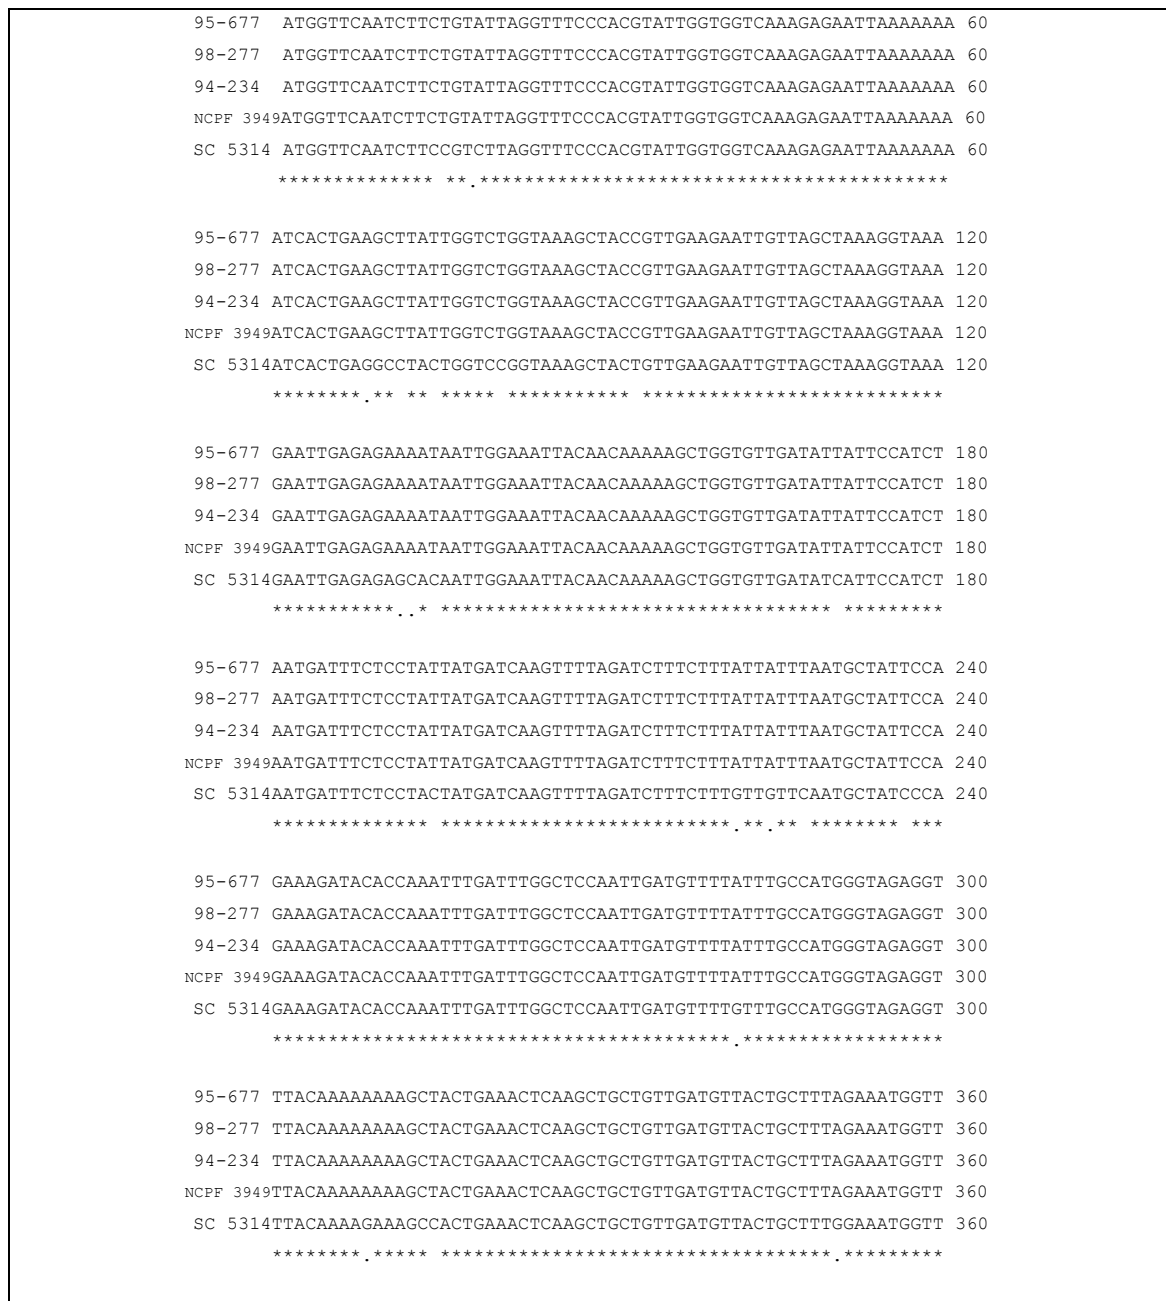 95-677 ATGGTTCAATCTTCTGTATTAGGTTTCCCACGTATTGGTGGTCAAAGAGAATTAAAAAAA 60
98-277 ATGGTTCAATCTTCTGTATTAGGTTTCCCACGTATTGGTGGTCAAAGAGAATTAAAAAAA 60
94-234 ATGGTTCAATCTTCTGTATTAGGTTTCCCACGTATTGGTGGTCAAAGAGAATTAAAAAAA 60
NCPF 3949ATGGTTCAATCTTCTGTATTAGGTTTCCCACGTATTGGTGGTCAAAGAGAATTAAAAAAA 60
SC 5314 ATGGTTCAATCTTCCGTCTTAGGTTTCCCACGTATTGGTGGTCAAAGAGAATTAAAAAAA 60
************** **.******************************************
95-677 ATCACTGAAGCTTATTGGTCTGGTAAAGCTACCGTTGAAGAATTGTTAGCTAAAGGTAAA 120
98-277 ATCACTGAAGCTTATTGGTCTGGTAAAGCTACCGTTGAAGAATTGTTAGCTAAAGGTAAA 120
94-234 ATCACTGAAGCTTATTGGTCTGGTAAAGCTACCGTTGAAGAATTGTTAGCTAAAGGTAAA 120
NCPF 3949ATCACTGAAGCTTATTGGTCTGGTAAAGCTACCGTTGAAGAATTGTTAGCTAAAGGTAAA 120
SC 5314ATCACTGAGGCCTACTGGTCCGGTAAAGCTACTGTTGAAGAATTGTTAGCTAAAGGTAAA 120
********.** ** ***** *********** ***************************
95-677 GAATTGAGAGAAAATAATTGGAAATTACAACAAAAAGCTGGTGTTGATATTATTCCATCT 180
98-277 GAATTGAGAGAAAATAATTGGAAATTACAACAAAAAGCTGGTGTTGATATTATTCCATCT 180
94-234 GAATTGAGAGAAAATAATTGGAAATTACAACAAAAAGCTGGTGTTGATATTATTCCATCT 180
NCPF 3949GAATTGAGAGAAAATAATTGGAAATTACAACAAAAAGCTGGTGTTGATATTATTCCATCT 180
SC 5314GAATTGAGAGAGCACAATTGGAAATTACAACAAAAAGCTGGTGTTGATATCATTCCATCT 180
***********..* *********************************** *********
95-677 AATGATTTCTCCTATTATGATCAAGTTTTAGATCTTTCTTTATTATTTAATGCTATTCCA 240
98-277 AATGATTTCTCCTATTATGATCAAGTTTTAGATCTTTCTTTATTATTTAATGCTATTCCA 240
94-234 AATGATTTCTCCTATTATGATCAAGTTTTAGATCTTTCTTTATTATTTAATGCTATTCCA 240
NCPF 3949AATGATTTCTCCTATTATGATCAAGTTTTAGATCTTTCTTTATTATTTAATGCTATTCCA 240
SC 5314AATGATTTCTCCTACTATGATCAAGTTTTAGATCTTTCTTTGTTGTTCAATGCTATCCCA 240
************** **************************.**.** ******** ***
95-677 GAAAGATACACCAAATTTGATTTGGCTCCAATTGATGTTTTATTTGCCATGGGTAGAGGT 300
98-277 GAAAGATACACCAAATTTGATTTGGCTCCAATTGATGTTTTATTTGCCATGGGTAGAGGT 300
94-234 GAAAGATACACCAAATTTGATTTGGCTCCAATTGATGTTTTATTTGCCATGGGTAGAGGT 300
NCPF 3949GAAAGATACACCAAATTTGATTTGGCTCCAATTGATGTTTTATTTGCCATGGGTAGAGGT 300
SC 5314GAAAGATACACCAAATTTGATTTGGCTCCAATTGATGTTTTGTTTGCCATGGGTAGAGGT 300
*****************************************.******************
95-677 TTACAAAAAAAAGCTACTGAAACTCAAGCTGCTGTTGATGTTACTGCTTTAGAAATGGTT 360
98-277 TTACAAAAAAAAGCTACTGAAACTCAAGCTGCTGTTGATGTTACTGCTTTAGAAATGGTT 360
94-234 TTACAAAAAAAAGCTACTGAAACTCAAGCTGCTGTTGATGTTACTGCTTTAGAAATGGTT 360
NCPF 3949TTACAAAAAAAAGCTACTGAAACTCAAGCTGCTGTTGATGTTACTGCTTTAGAAATGGTT 360
SC 5314TTACAAAAGAAAGCCACTGAAACTCAAGCTGCTGTTGATGTTACTGCTTTGGAAATGGTT 360
********.***** ***********************************.*********